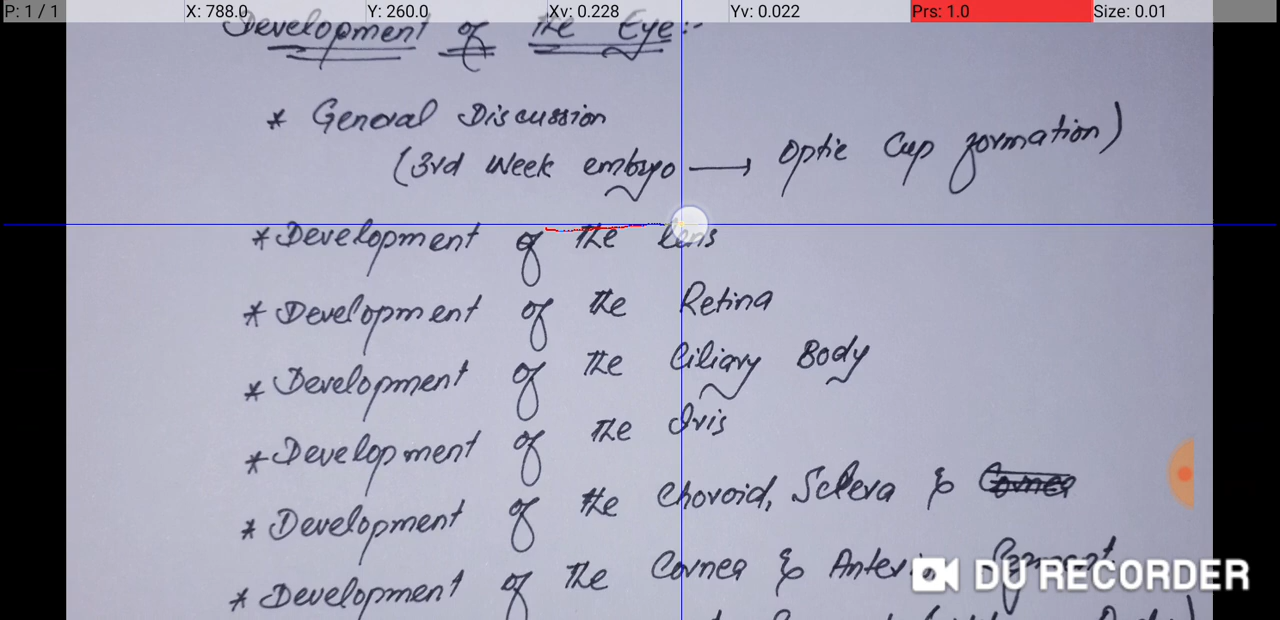 P: 1 / 1 X: 788.0 Y: 260.0 Xv: 0.228 Yv: 0.022 Prs: 1.0 Size: 0.01
Development of the Eye:-
* General Discussion
(3rd Week embryo → Optic Cup formation)
* Development of the lens
* Development of the Retina
* Development of the Ciliary Body
* Development of the Iris
* Development of the Choroid, Sclera & Cornea
* Development of the Cornea & Anterior Segment
DU RECORDER